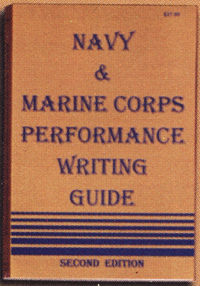 NAVY
&
MARINE CORPS
PERFORMANCE
WRITING
GUIDE
SECOND EDITION